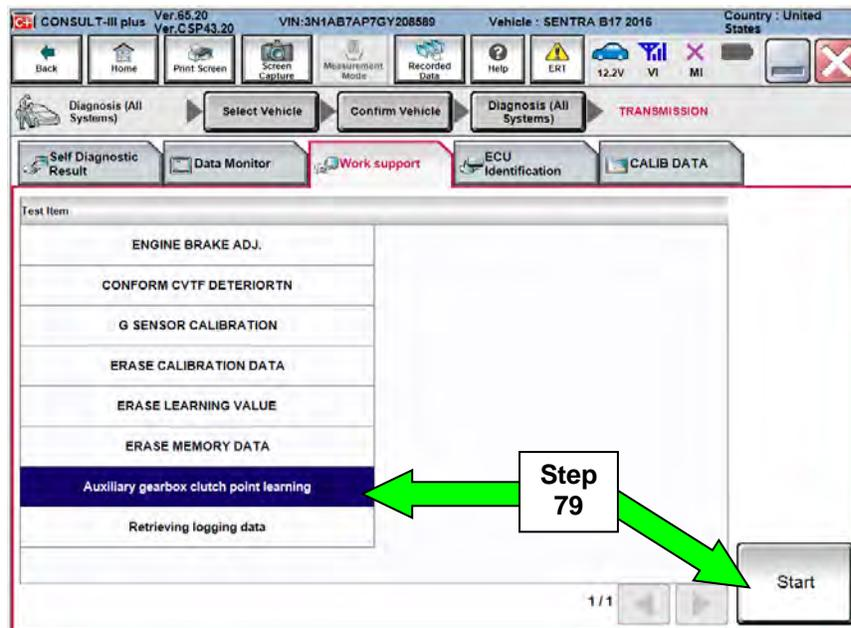 CONSULT-III plus Ver.65.20 VIN:3N1AB7AP7GY208589 Vehicle : SENTRA B17 2016 Country : United
Ver.CSP43.20 States
Back Home Print Screen Screen Capture Measurement Mode Recorded Data Help ERT 12.2V VI MI
Diagnosis (All Systems) Select Vehicle Confirm Vehicle Diagnosis (All Systems) TRANSMISSION
Self Diagnostic Result Data Monitor Work support ECU Identification CALIB DATA
Test Item
ENGINE BRAKE ADJ.
CONFORM CVTF DETERIORTN
G SENSOR CALIBRATION
ERASE CALIBRATION DATA
ERASE LEARNING VALUE
ERASE MEMORY DATA
Auxiliary gearbox clutch point learning
Step
79
Retrieving logging data
Start
1/1